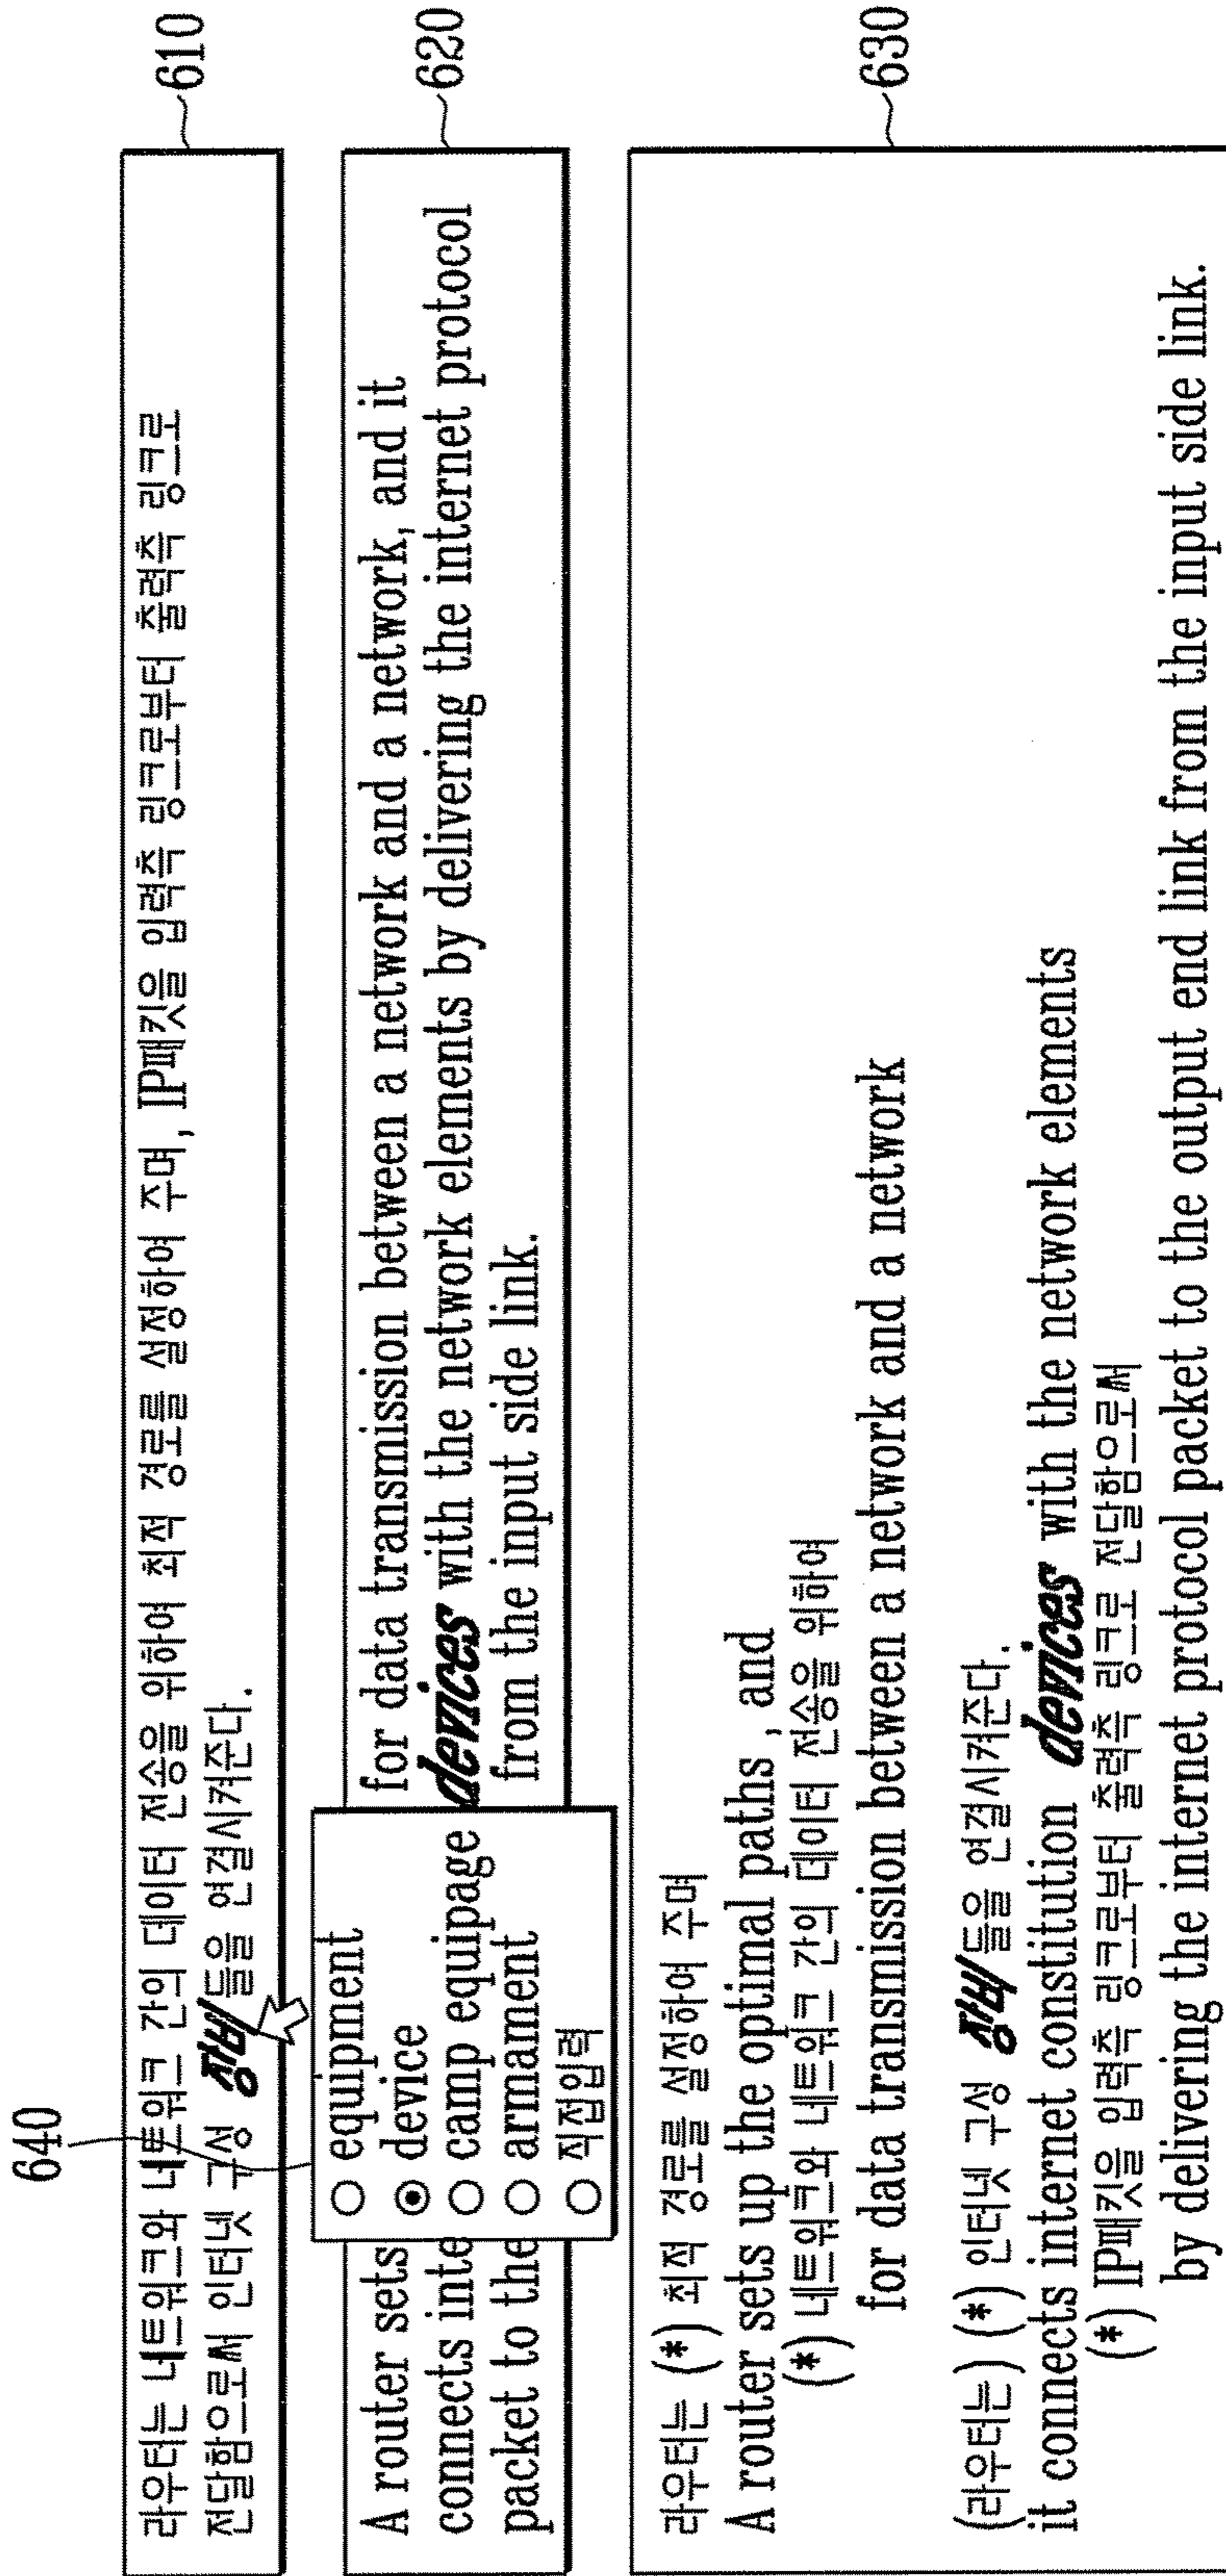 640
라우터는 네트워크와 네트워크 간의 데이터 전송을 위하여 최적 경로를 설정하여 주며, IP패킷을 입력측 링크로부터 출력측 링크로
전달함으로써 인터넷 구성 장비들을 연결시켜준다.
610
equipment
device
camp equipage
armament
직접입력
A router sets for data transmission between a network and a network, and it
connects inte devices with the network elements by delivering the internet protocol
packet to the from the input side link.
620
라우터는 (*) 최적 경로를 설정하여 주며
A router sets up the optimal paths , and
(*) 네트워크와 네트워크 간의 데이터 전송을 위하여
for data transmission between a network and a network
(라우터는) (*) 인터넷 구성 장비들을 연결시켜준다.
it connects internet constitution devices with the network elements
(*) IP패킷을 입력측 링크로부터 출력측 링크로 전달함으로써
by delivering the internet protocol packet to the output end link from the input side link.
630